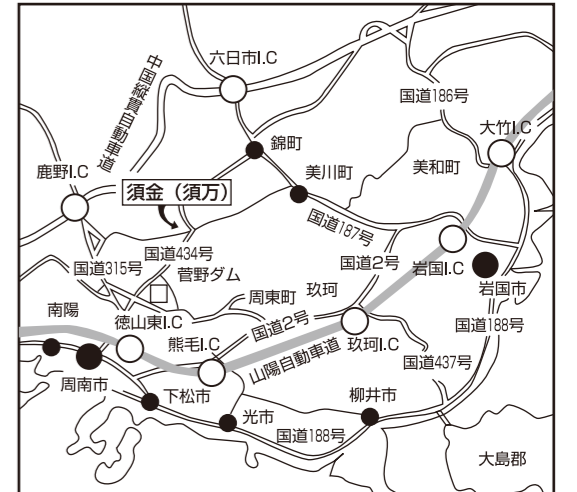 六日市I.C
中国縦貫自動車道
国道186号
大竹I.C
錦町
美川町
美和町
鹿野I.C
須金（須万）
国道187号
国道434号
国道315号
菅野ダム
国道2号
岩国I.C
岩国市
周東町
玖珂
南陽
徳山東I.C
熊毛I.C
国道2号
山陽自動車道
玖珂I.C
国道188号
国道437号
周南市
下松市
光市
柳井市
国道188号
大島郡